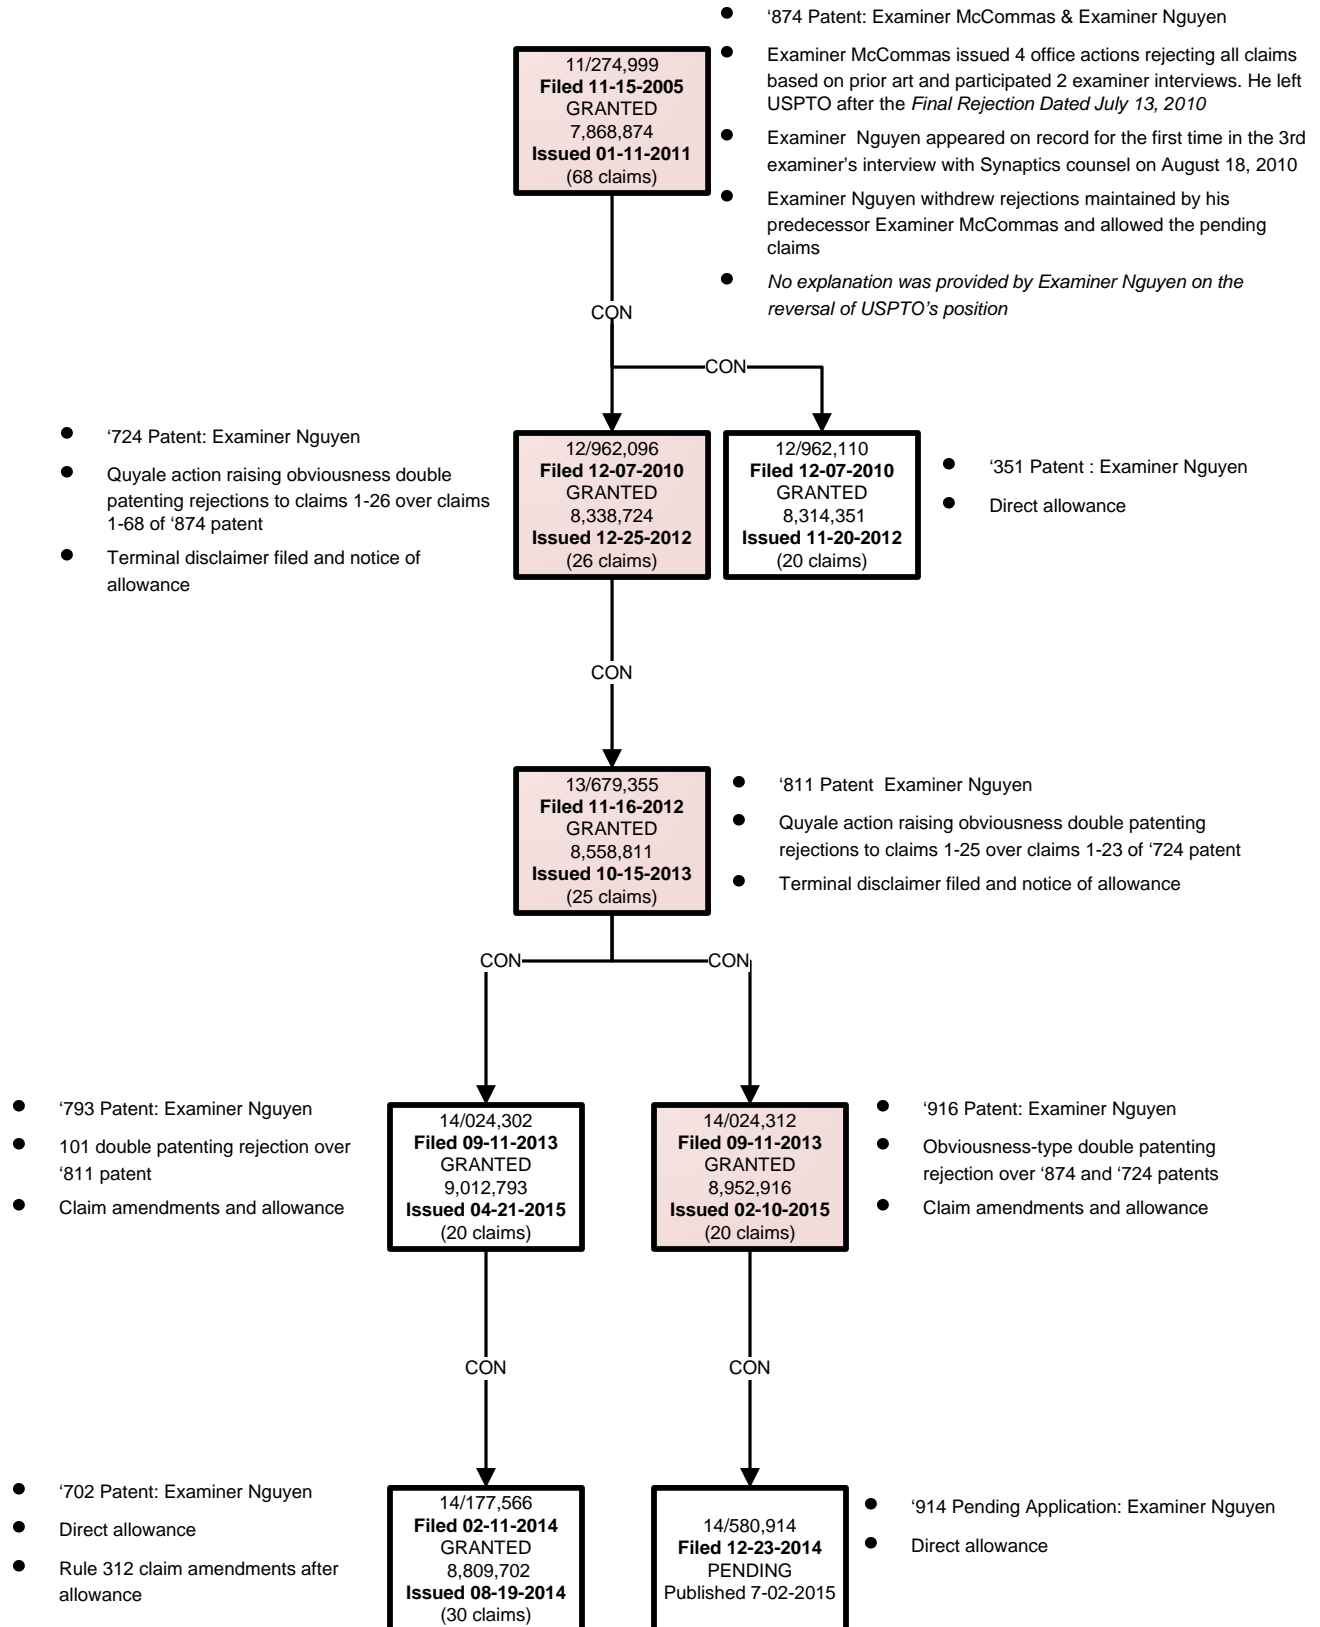 ‘874 Patent: Examiner McCommas & Examiner Nguyen
Examiner McCommas issued 4 office actions rejecting all claims
based on prior art and participated 2 examiner interviews. He left
USPTO after the Final Rejection Dated July 13, 2010
Examiner Nguyen appeared on record for the first time in the 3rd
examiner’s interview with Synaptics counsel on August 18, 2010
Examiner Nguyen withdrew rejections maintained by his
predecessor Examiner McCommas and allowed the pending
claims
No explanation was provided by Examiner Nguyen on the
reversal of USPTO’s position
11/274,999
Filed 11-15-2005
GRANTED
7,868,874
Issued 01-11-2011
(68 claims)
CON
CON
‘724 Patent: Examiner Nguyen
Quyale action raising obviousness double
patenting rejections to claims 1-26 over claims
1-68 of ‘874 patent
Terminal disclaimer filed and notice of
allowance
12/962,096
Filed 12-07-2010
GRANTED
8,338,724
Issued 12-25-2012
(26 claims)
12/962,110
Filed 12-07-2010
GRANTED
8,314,351
Issued 11-20-2012
(20 claims)
‘351 Patent : Examiner Nguyen
Direct allowance
CON
13/679,355
Filed 11-16-2012
GRANTED
8,558,811
Issued 10-15-2013
(25 claims)
‘811 Patent Examiner Nguyen
Quyale action raising obviousness double patenting
rejections to claims 1-25 over claims 1-23 of ‘724 patent
Terminal disclaimer filed and notice of allowance
CON
CON
‘793 Patent: Examiner Nguyen
101 double patenting rejection over
‘811 patent
Claim amendments and allowance
14/024,302
Filed 09-11-2013
GRANTED
9,012,793
Issued 04-21-2015
(20 claims)
14/024,312
Filed 09-11-2013
GRANTED
8,952,916
Issued 02-10-2015
(20 claims)
‘916 Patent: Examiner Nguyen
Obviousness-type double patenting
rejection over ‘874 and ‘724 patents
Claim amendments and allowance
CON
CON
‘702 Patent: Examiner Nguyen
Direct allowance
Rule 312 claim amendments after
allowance
14/177,566
Filed 02-11-2014
GRANTED
8,809,702
Issued 08-19-2014
(30 claims)
14/580,914
Filed 12-23-2014
PENDING
Published 7-02-2015
‘914 Pending Application: Examiner Nguyen
Direct allowance